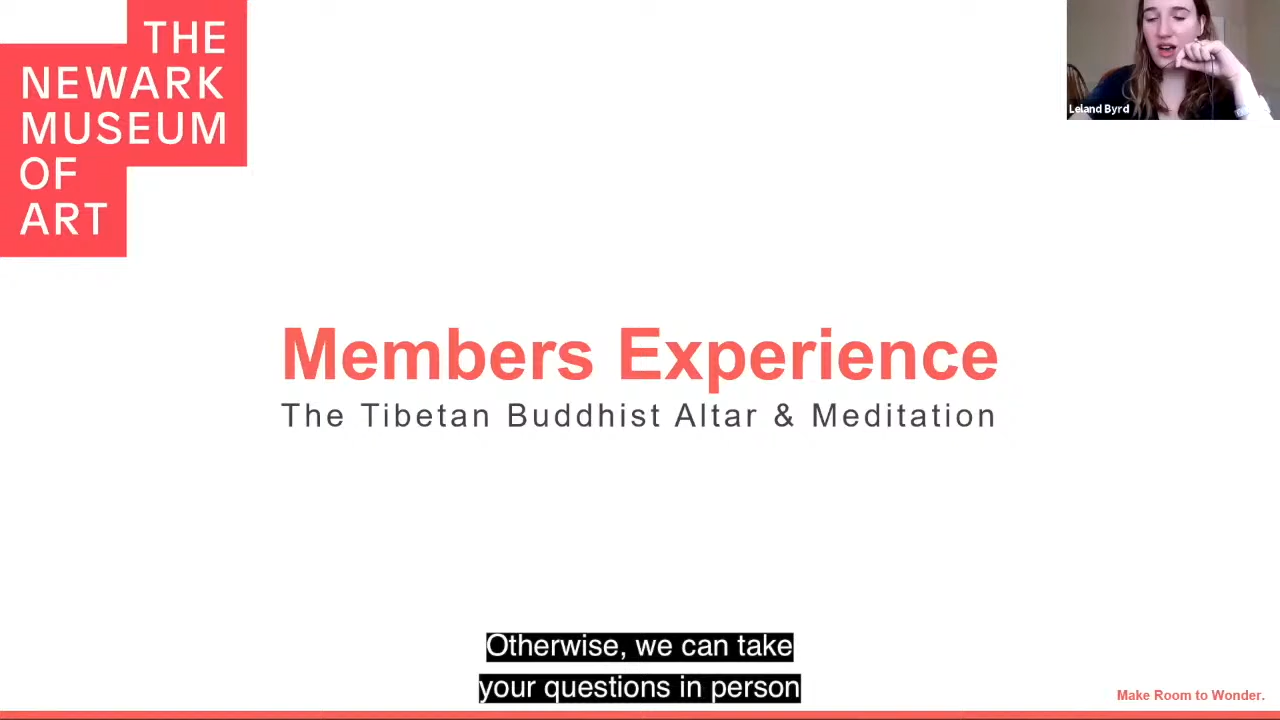 THE
NEWARK
MUSEUM
OF
ART
Leland Byrd
Members Experience
The Tibetan Buddhist Altar & Meditation
Otherwise, we can take
your questions in person
Make Room to Wonder.